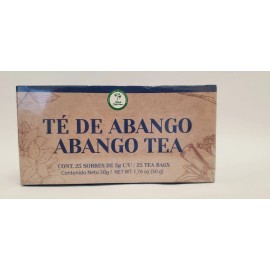 TÉ DE ABANGO
ABANGO TEA
CONT. 25 SOBRES DE 2g C/U / 25 TEA BAGS
Contenido Neto 50g / NET WT 1.76 oz (50 g)